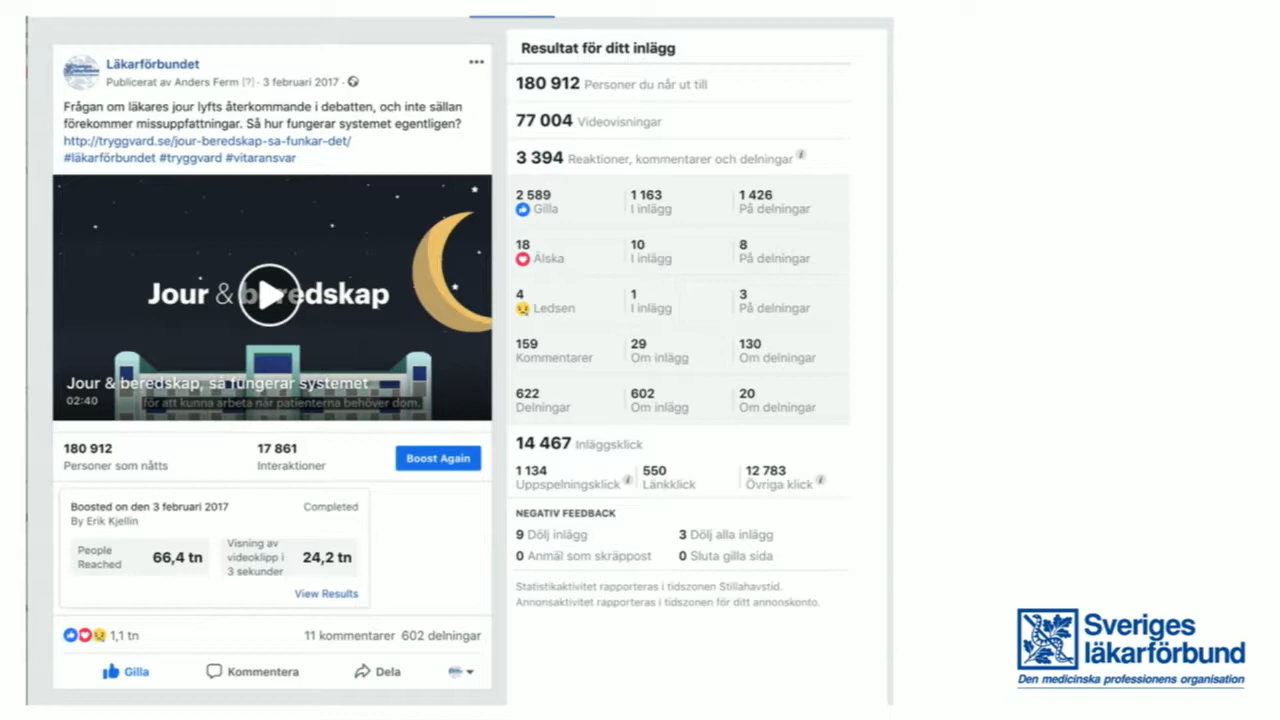 Läkarförbundet
Publicerat av Anders Ferm [?] · 3 februari 2017 ·
Frågan om läkares jour lyfts återkommande i debatten, och inte sällan
förekommer missuppfattningar. Så hur fungerar systemet egentligen?
http://tryggvard.se/jour-beredskap-sa-funkar-det/
#läkarförbundet #tryggvard #vitaransvar
Jour & beredskap
Jour & beredskap, så fungerar systemet
02:40
för att kunna arbeta när patienterna behöver dom.
180 912
Personer som nåtts
17 861
Interaktioner
Boost Again
Boosted on den 3 februari 2017
Completed
By Erik Kjellin
People
Reached
66,4 tn
Visning av
videoklipp i
3 sekunder
24,2 tn
View Results
1,1 tn
11 kommentarer 602 delningar
Gilla
Kommentera
Dela
Resultat för ditt inlägg
180 912 Personer du når ut till
77 004 Videovisningar
3 394 Reaktioner, kommentarer och delningar
2 589
Gilla
1 163
I inlägg
1 426
På delningar
18
Älska
10
I inlägg
8
På delningar
4
Ledsen
1
I inlägg
3
På delningar
159
Kommentarer
29
Om inlägg
130
Om delningar
622
Delningar
602
Om inlägg
20
Om delningar
14 467 Inläggsklick
1 134
Uppspelningsklick
550
Länkklick
12 783
Övriga klick
NEGATIV FEEDBACK
9 Dölj inlägg
3 Dölj alla inlägg
0 Anmäl som skräppost
0 Sluta gilla sida
Statistikaktivitet rapporteras i tidszonen Stillahavstid.
Annonsaktivitet rapporteras i tidszonen för ditt annonskonto.
Sveriges
läkarförbund
Den medicinska professionens organisation